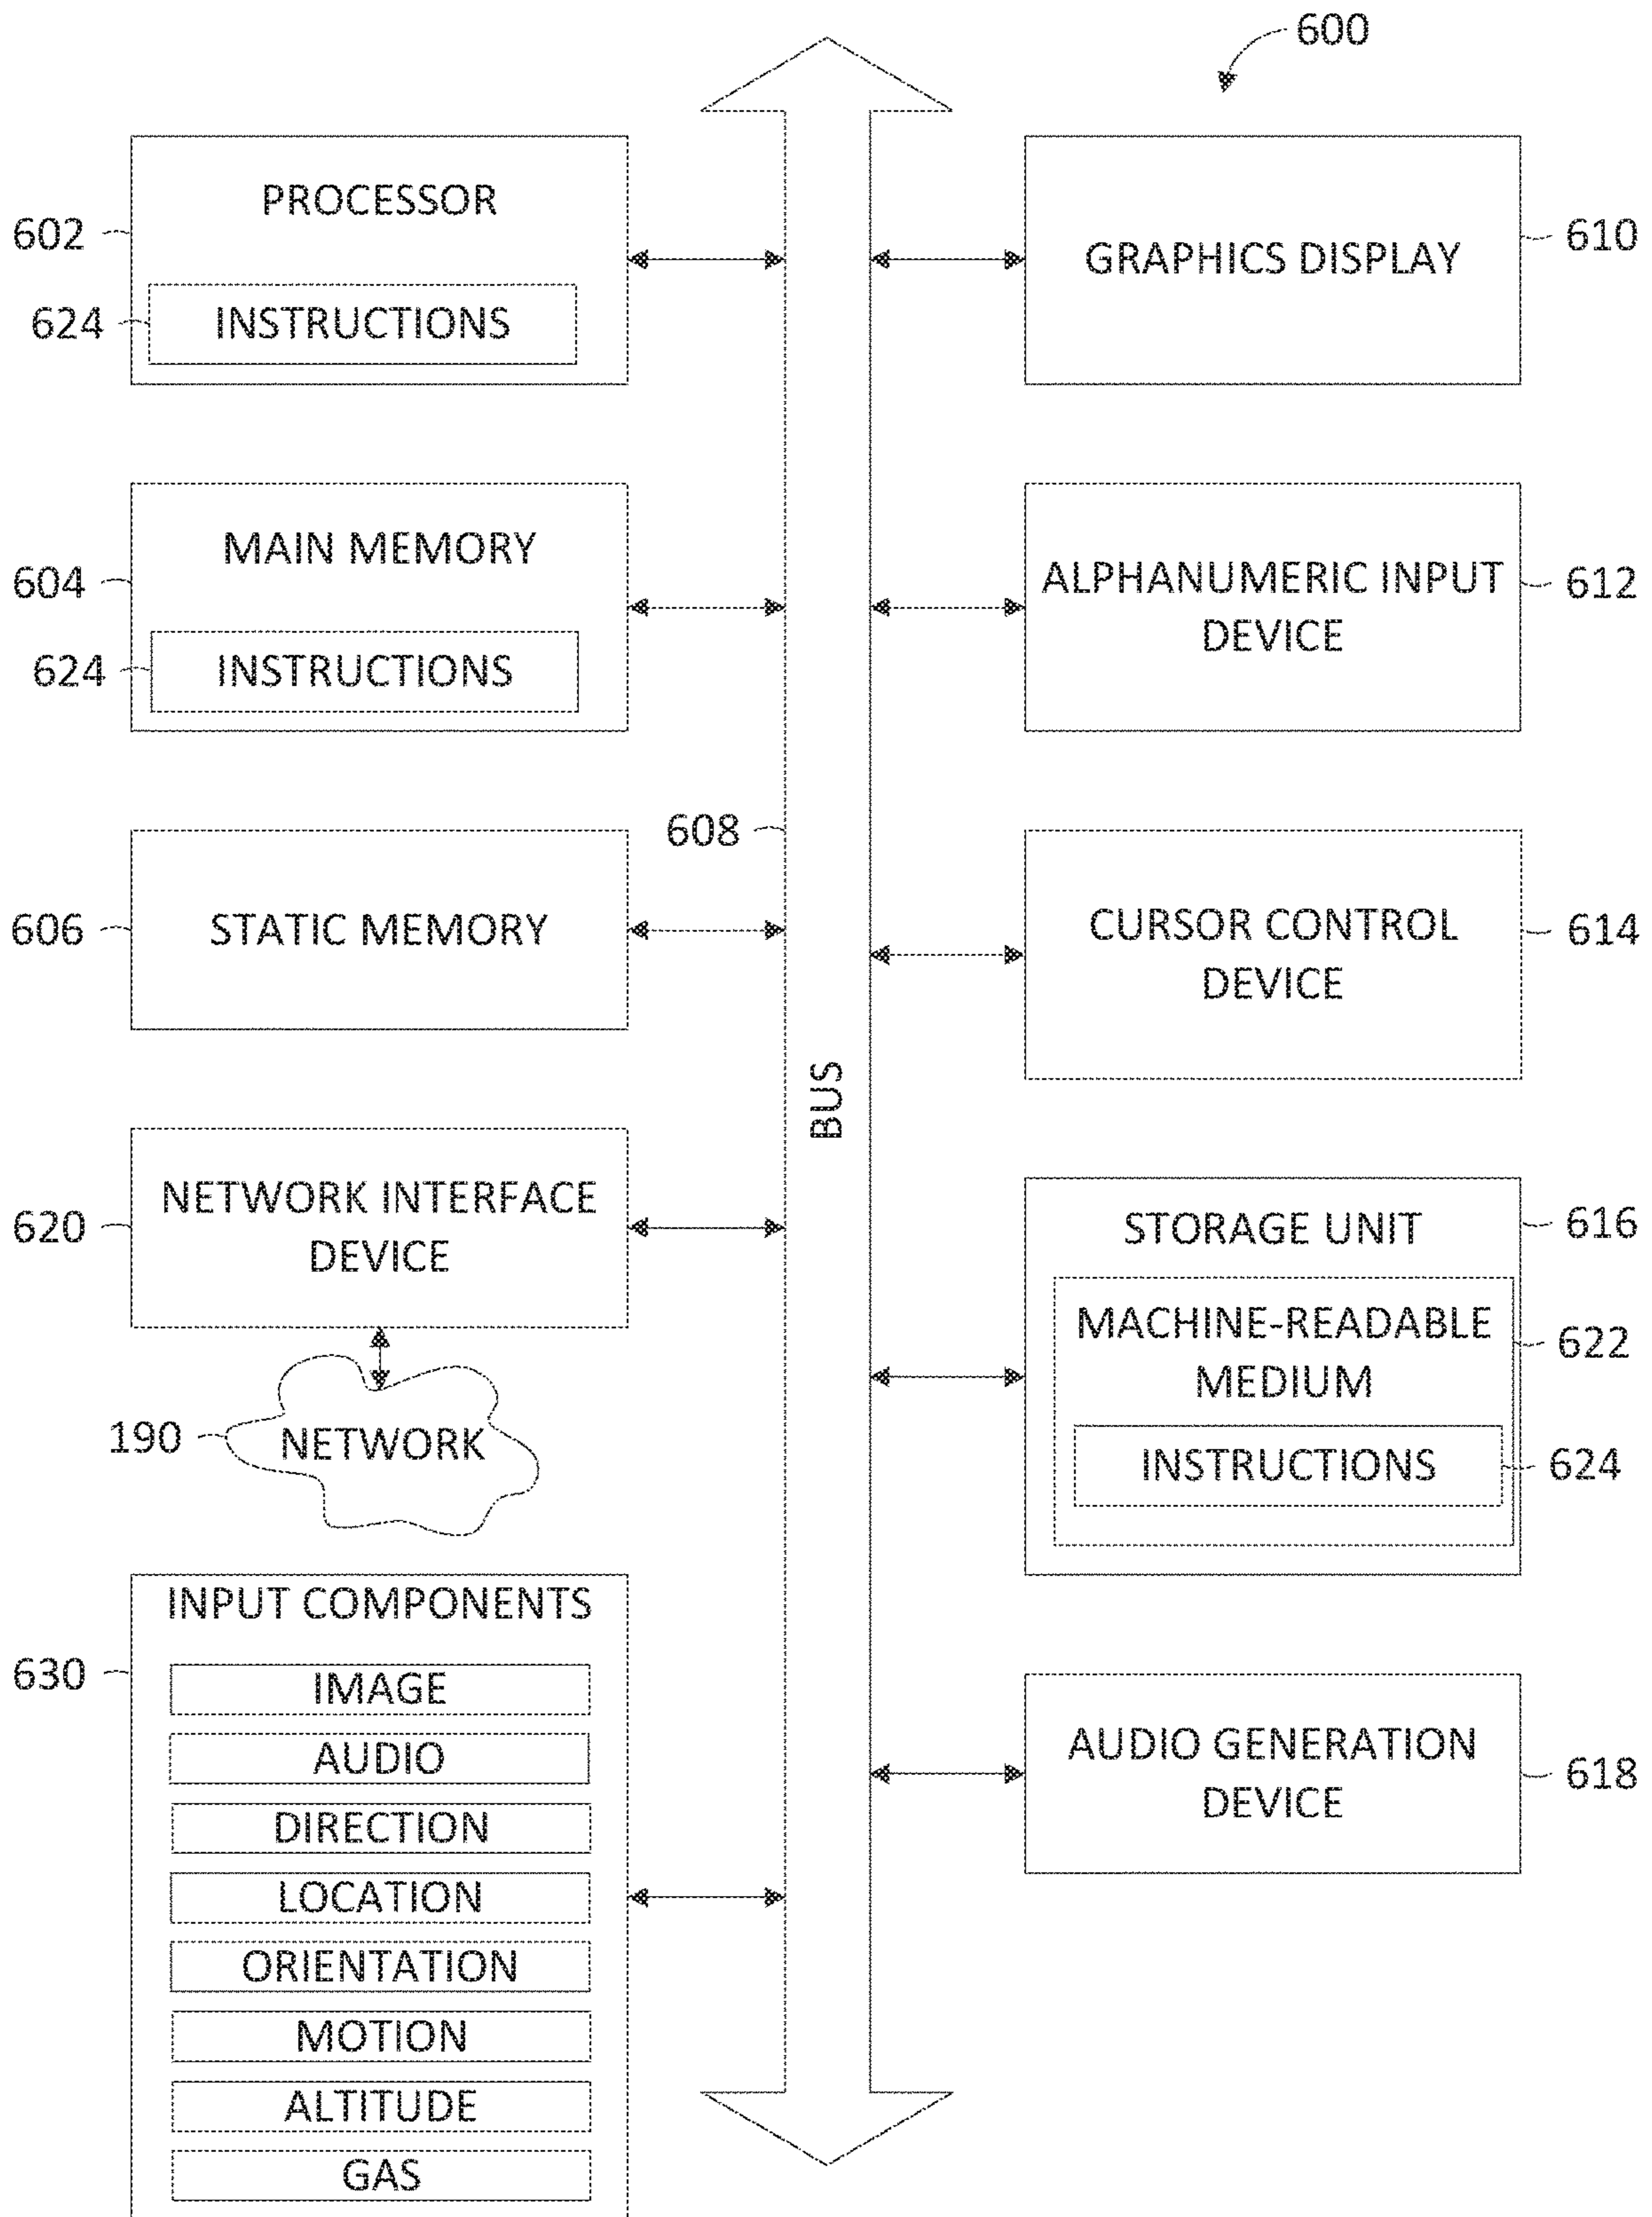 600
PROCESSOR
602
624
INSTRUCTIONS
MAIN MEMORY
604
624
INSTRUCTIONS
606
STATIC MEMORY
620
NETWORK INTERFACE
DEVICE
190
NETWORK
INPUT COMPONENTS
630
IMAGE
AUDIO
DIRECTION
LOCATION
ORIENTATION
MOTION
ALTITUDE
GAS
608
BUS
GRAPHICS DISPLAY
610
ALPHANUMERIC INPUT
DEVICE
612
CURSOR CONTROL
DEVICE
614
STORAGE UNIT
616
MACHINE-READABLE
MEDIUM
622
INSTRUCTIONS
624
AUDIO GENERATION
DEVICE
618